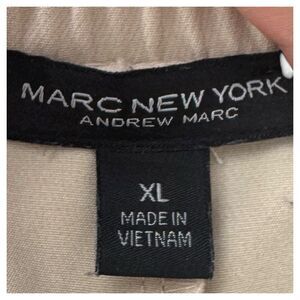 MARC NEW YORK
ANDREW MARC
XL
MADE IN
VIETNAM